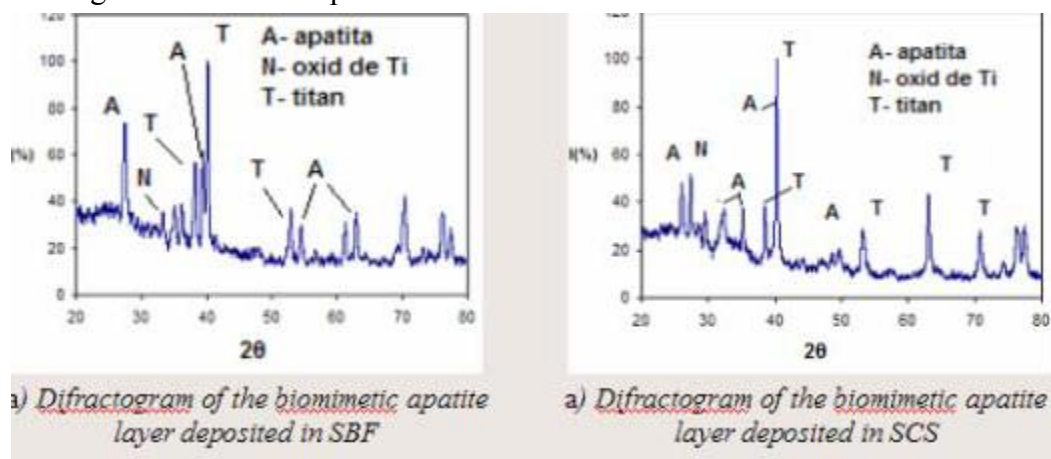 120
100
80
60
40
20
0
(%)
20 30 40 50 60 70 80
2θ
A
N
T
A
T
T
A
A- apatita
N- oxid de Ti
T- titan
a) Difractogram of the biomimetic apatite
layer deposited in SBF
120
100
80
60
40
20
0
(%)
20 30 40 50 60 70 80
2θ
A
N
A
A
T
T
A
T
T
T
A- apatita
N- oxid de Ti
T- titan
a) Difractogram of the biomimetic apatite
layer deposited in SCS